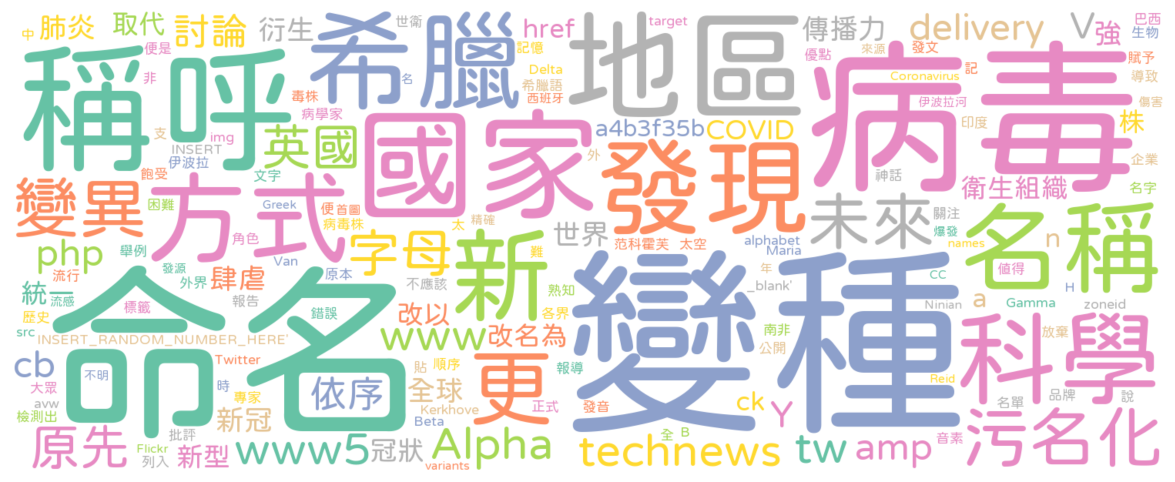 中 肺炎 取代 討論 衍生 希臘 世衛 href 記憶 target 地區 傳播力 delivery V 強 巴西
便是 非 名 Delta 優點 來源 發文 記 賦予 生物
稱呼 毒株 希臘語 西班牙 Coronavirus 導致
病學家 國家 a4b3f35b COVID 病毒 伊波拉河 傷害
支 img 英國 印度 株
INSERT 外 發現 企業
伊波拉 文字 神話 衛生組織 名字
變異 飽受 方式 Greek 便 首圖 太 精確 未來 關注 名稱
困難 病毒株 世界 爆發
php 舉例 角色 字母 新 難 范科霍芙 太空 alphabet names n
流行 發源 Van Maria
肆虐 原本 不應該 年 CC 值得
統一 流感 外界 熟知 _blank' 變種 H
標籤 報告 錯誤 a Gamma zoneid
歷史 命名 改以 各界 Ninian
src www 改名為 南非 科學 放棄
INSERT_RANDOM_NUMBER_HERE' 公開
cb Twitter 貼 順序 更 報導
大眾 不明 時 依序 全球 Reid 品牌 說
avw 專家 新冠 Kerkhove 正式 發音 ck Y 名單
檢測出 Beta 全 B 污名化
原先 批評 www5 冠狀 Alpha technews tw amp 音素
Flickr 新型
列入 variants